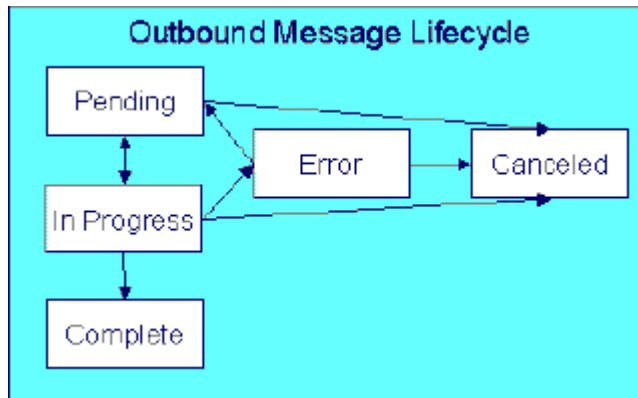 Outbound Message Lifecycle
Pending
Error
Canceled
In Progress
Complete